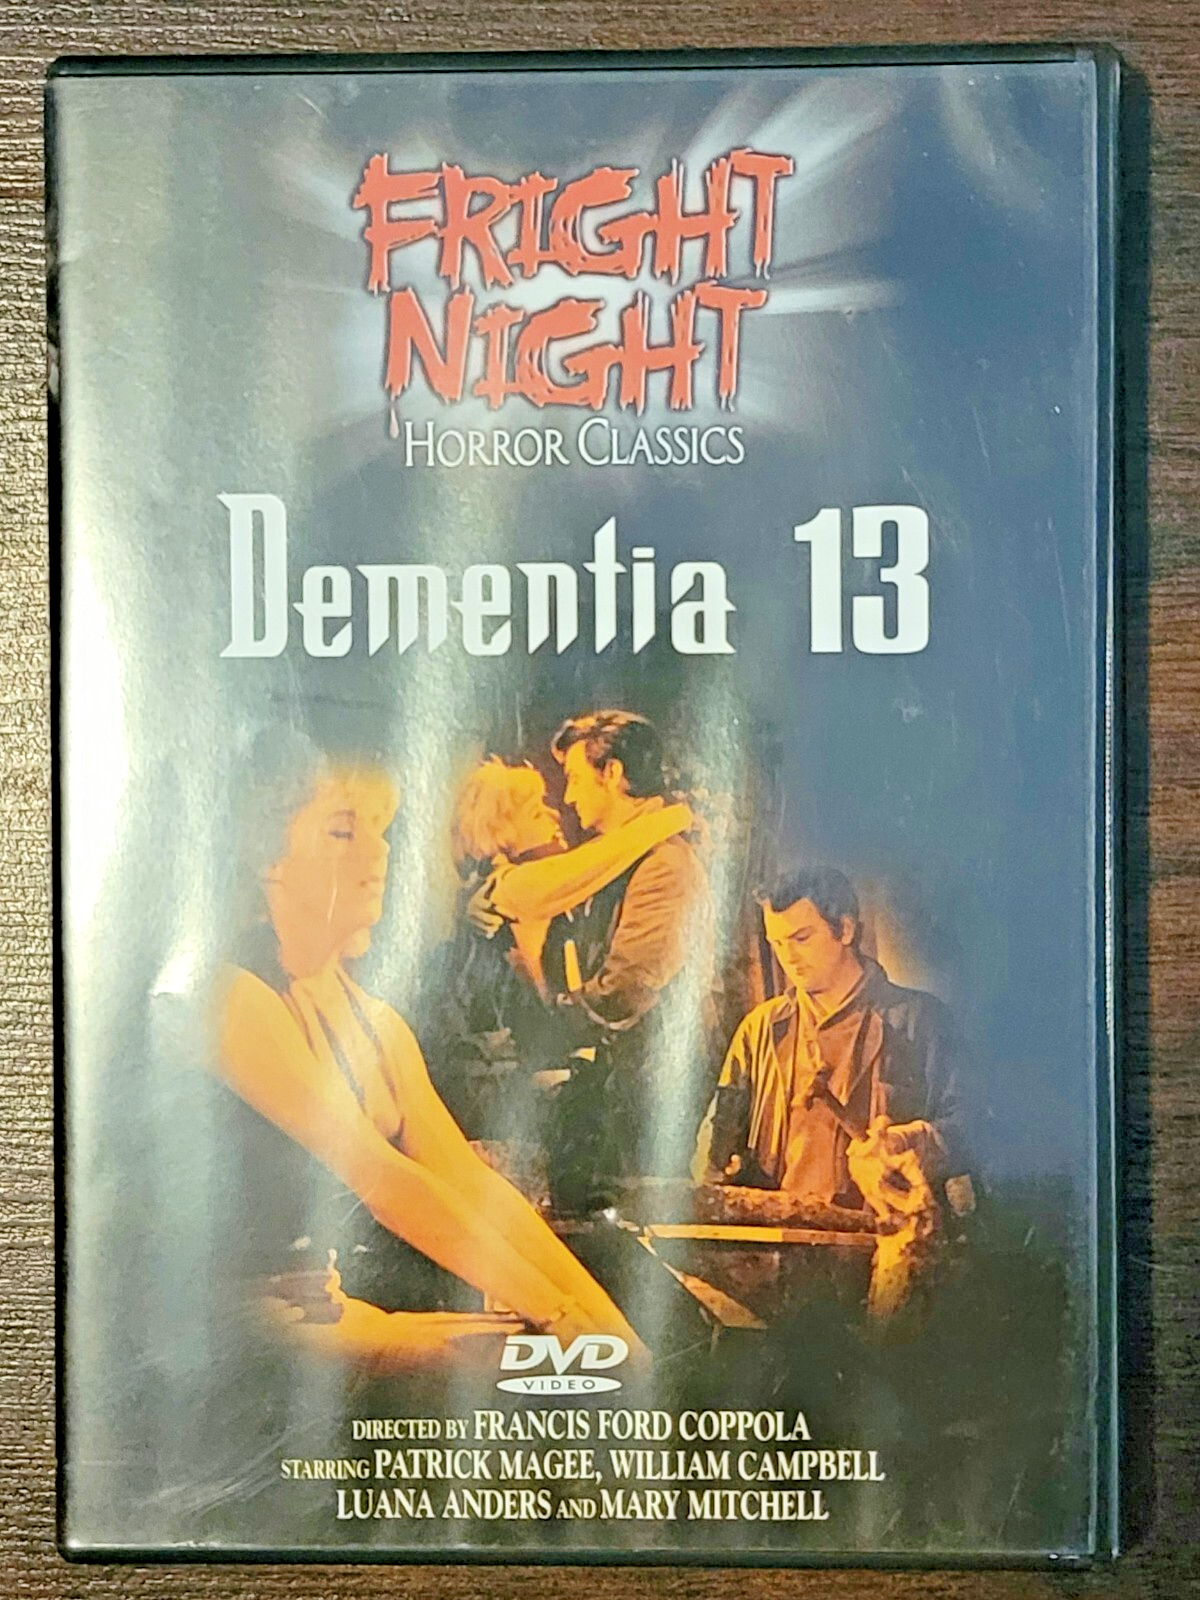 FRIGHT
NIGHT
HORROR CLASSICS
Dementia 13
DVD
VIDEO
DIRECTED BY FRANCIS FORD COPPOLA
STARRING PATRICK MAGEE, WILLIAM CAMPBELL
LUANA ANDERS AND MARY MITCHELL